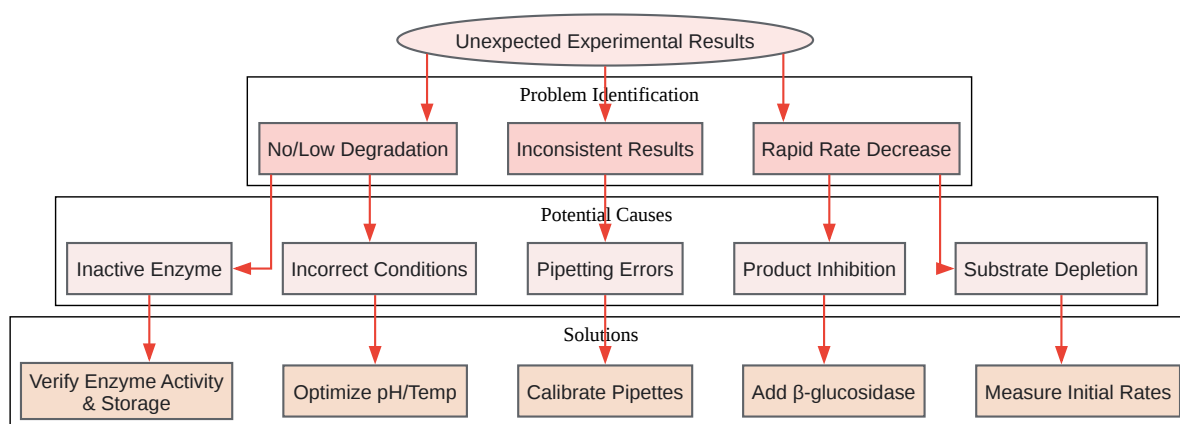 Unexpected Experimental Results
Problem Identification
No/Low Degradation
Inconsistent Results
Rapid Rate Decrease
Potential Causes
Inactive Enzyme
Incorrect Conditions
Pipetting Errors
Product Inhibition
Substrate Depletion
Solutions
Verify Enzyme Activity
& Storage
Optimize pH/Temp
Calibrate Pipettes
Add β-glucosidase
Measure Initial Rates